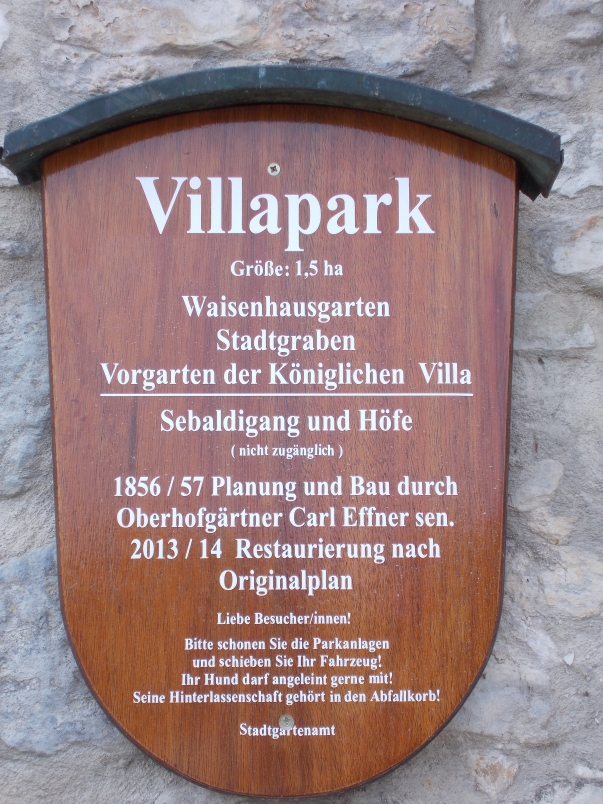 Villapark
Größe: 1,5 ha
Waisenhausgarten
Stadtgraben
Vorgarten der Königlichen Villa
Sebaldigang und Höfe
( nicht zugänglich )
1856 / 57 Planung und Bau durch
Oberhofgärtner Carl Effner sen.
2013 / 14 Restaurierung nach
Originalplan
Liebe Besucher/innen!
Bitte schonen Sie die Parkanlagen
und schieben Sie Ihr Fahrzeug!
Ihr Hund darf angeleint gerne mit!
Seine Hinterlassenschaft gehört in den Abfallkorb!
Stadtgartenamt